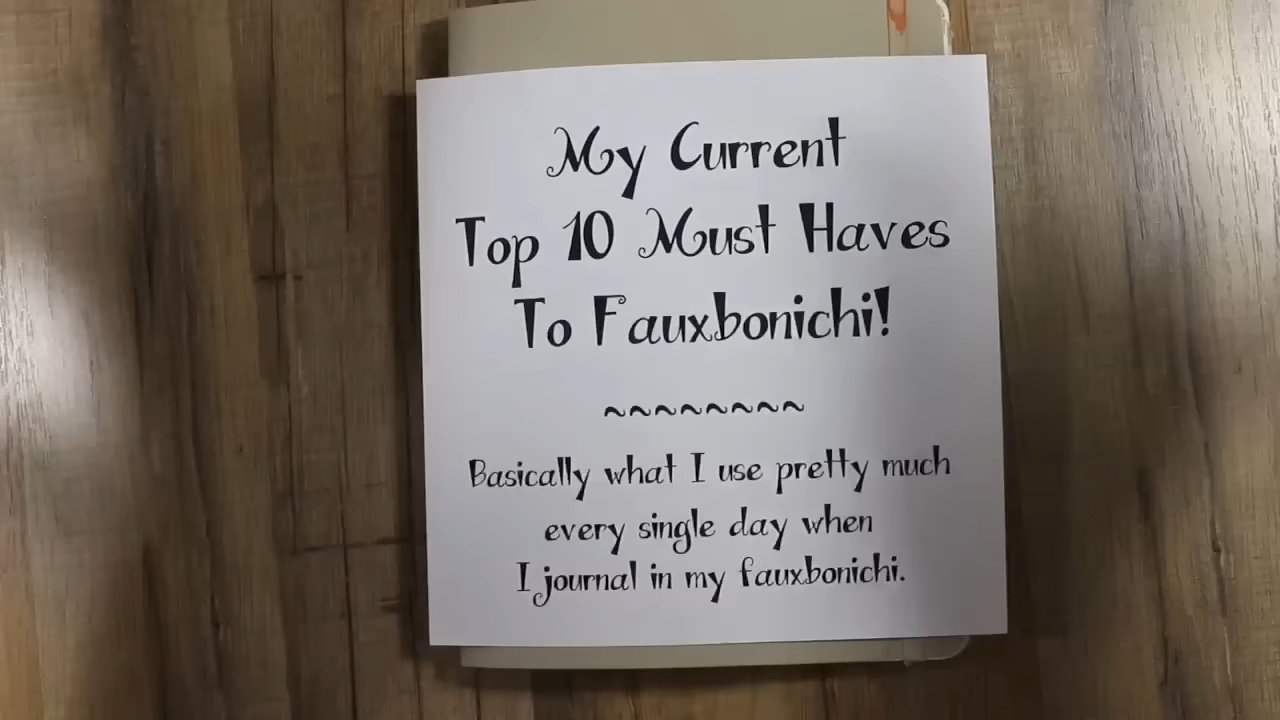 My Current
Top 10 Must Haves
To Fauxbonichi!
~~~~~~~~
Basically what I use pretty much
every single day when
I journal in my fauxbonichi.